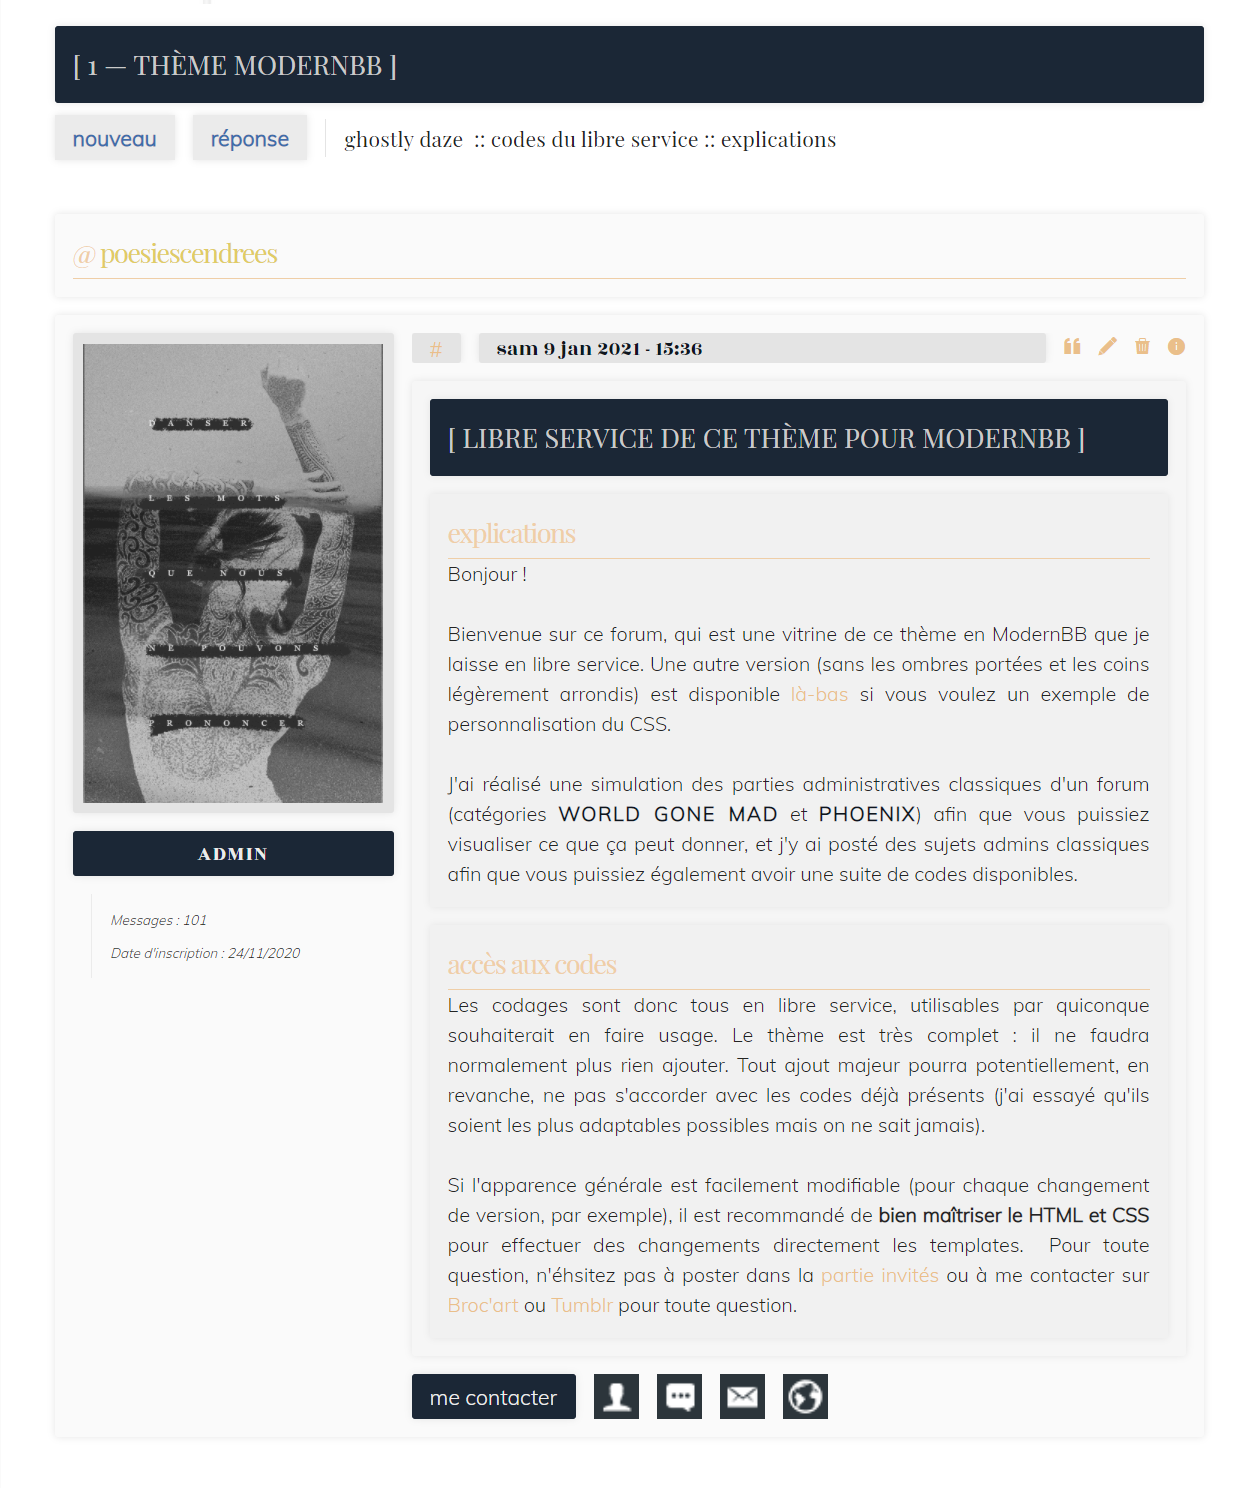 [ 1 — THÈME MODERNBB ]
nouveau réponse ghostly daze :: codes du libre service :: explications
@ poesiescendrees
# sam 9 jan 2021 - 15:36
DANSER
LES MOTS
QUE NOUS
NE POUVONS
PRONONCER
ADMIN
Messages : 101
Date d'inscription : 24/11/2020
[ LIBRE SERVICE DE CE THÈME POUR MODERNBB ]
explications
Bonjour !
Bienvenue sur ce forum, qui est une vitrine de ce thème en ModernBB que je
laisse en libre service. Une autre version (sans les ombres portées et les coins
légèrement arrondis) est disponible là-bas si vous voulez un exemple de
personnalisation du CSS.
J'ai réalisé une simulation des parties administratives classiques d'un forum
(catégories WORLD GONE MAD et PHOENIX) afin que vous puissiez
visualiser ce que ça peut donner, et j'y ai posté des sujets admins classiques
afin que vous puissiez également avoir une suite de codes disponibles.
accès aux codes
Les codages sont donc tous en libre service, utilisables par quiconque
souhaiterait en faire usage. Le thème est très complet : il ne faudra
normalement plus rien ajouter. Tout ajout majeur pourra potentiellement, en
revanche, ne pas s'accorder avec les codes déjà présents (j'ai essayé qu'ils
soient les plus adaptables possibles mais on ne sait jamais).
Si l'apparence générale est facilement modifiable (pour chaque changement
de version, par exemple), il est recommandé de bien maîtriser le HTML et CSS
pour effectuer des changements directement les templates. Pour toute
question, n'éhsitez pas à poster dans la partie invités ou à me contacter sur
Broc'art ou Tumblr pour toute question.
me contacter